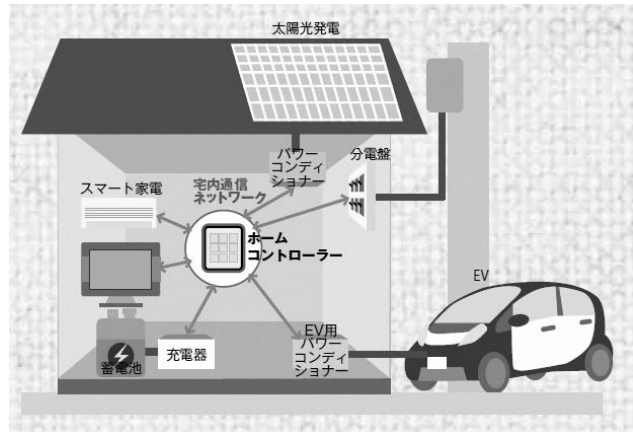 太陽光発電
パワー
コンディ
ショナー
分電盤
スマート家電
宅内通信
ネットワーク
ホーム
コントローラー
EV
EV用
パワー
コンディ
ショナー
充電器
蓄電池